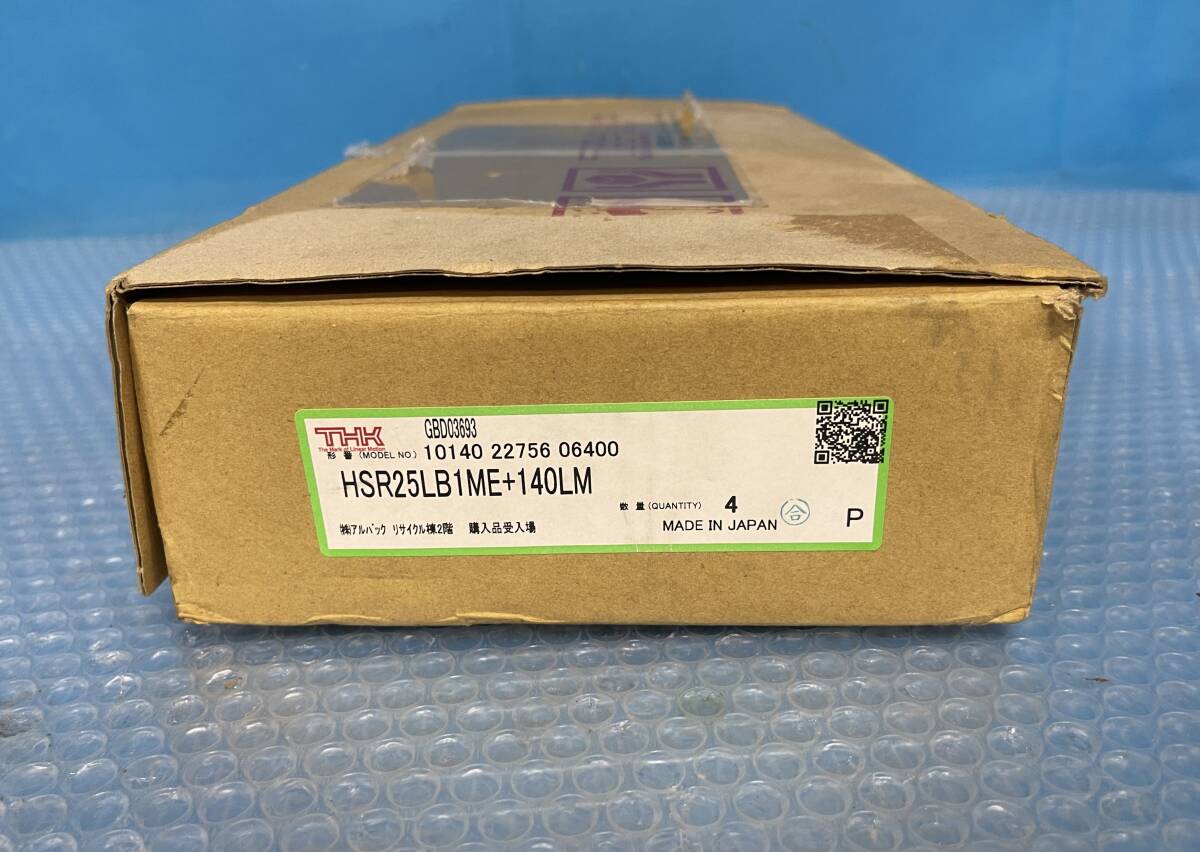 GBD03693
THK
The Mark of Linear Motion
形番 (MODEL NO.) 10140 22756 06400
HSR25LB1ME+140LM
数量 (QUANTITY) 4
合
MADE IN JAPAN
P
㈱アルバック リサイクル棟2階 購入品受入場